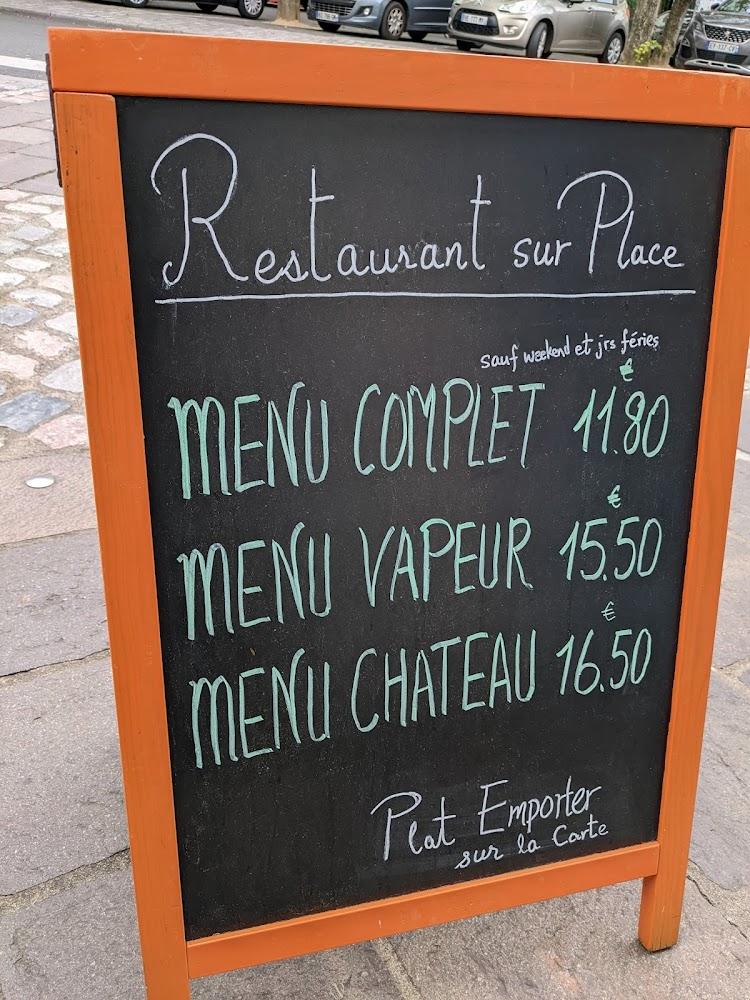 Restaurant sur Place
sauf weekend et jrs féries
€
MENU COMPLET 11.80
€
MENU VAPEUR 15.50
€
MENU CHATEAU 16.50
Plat Emporter
sur la Carte